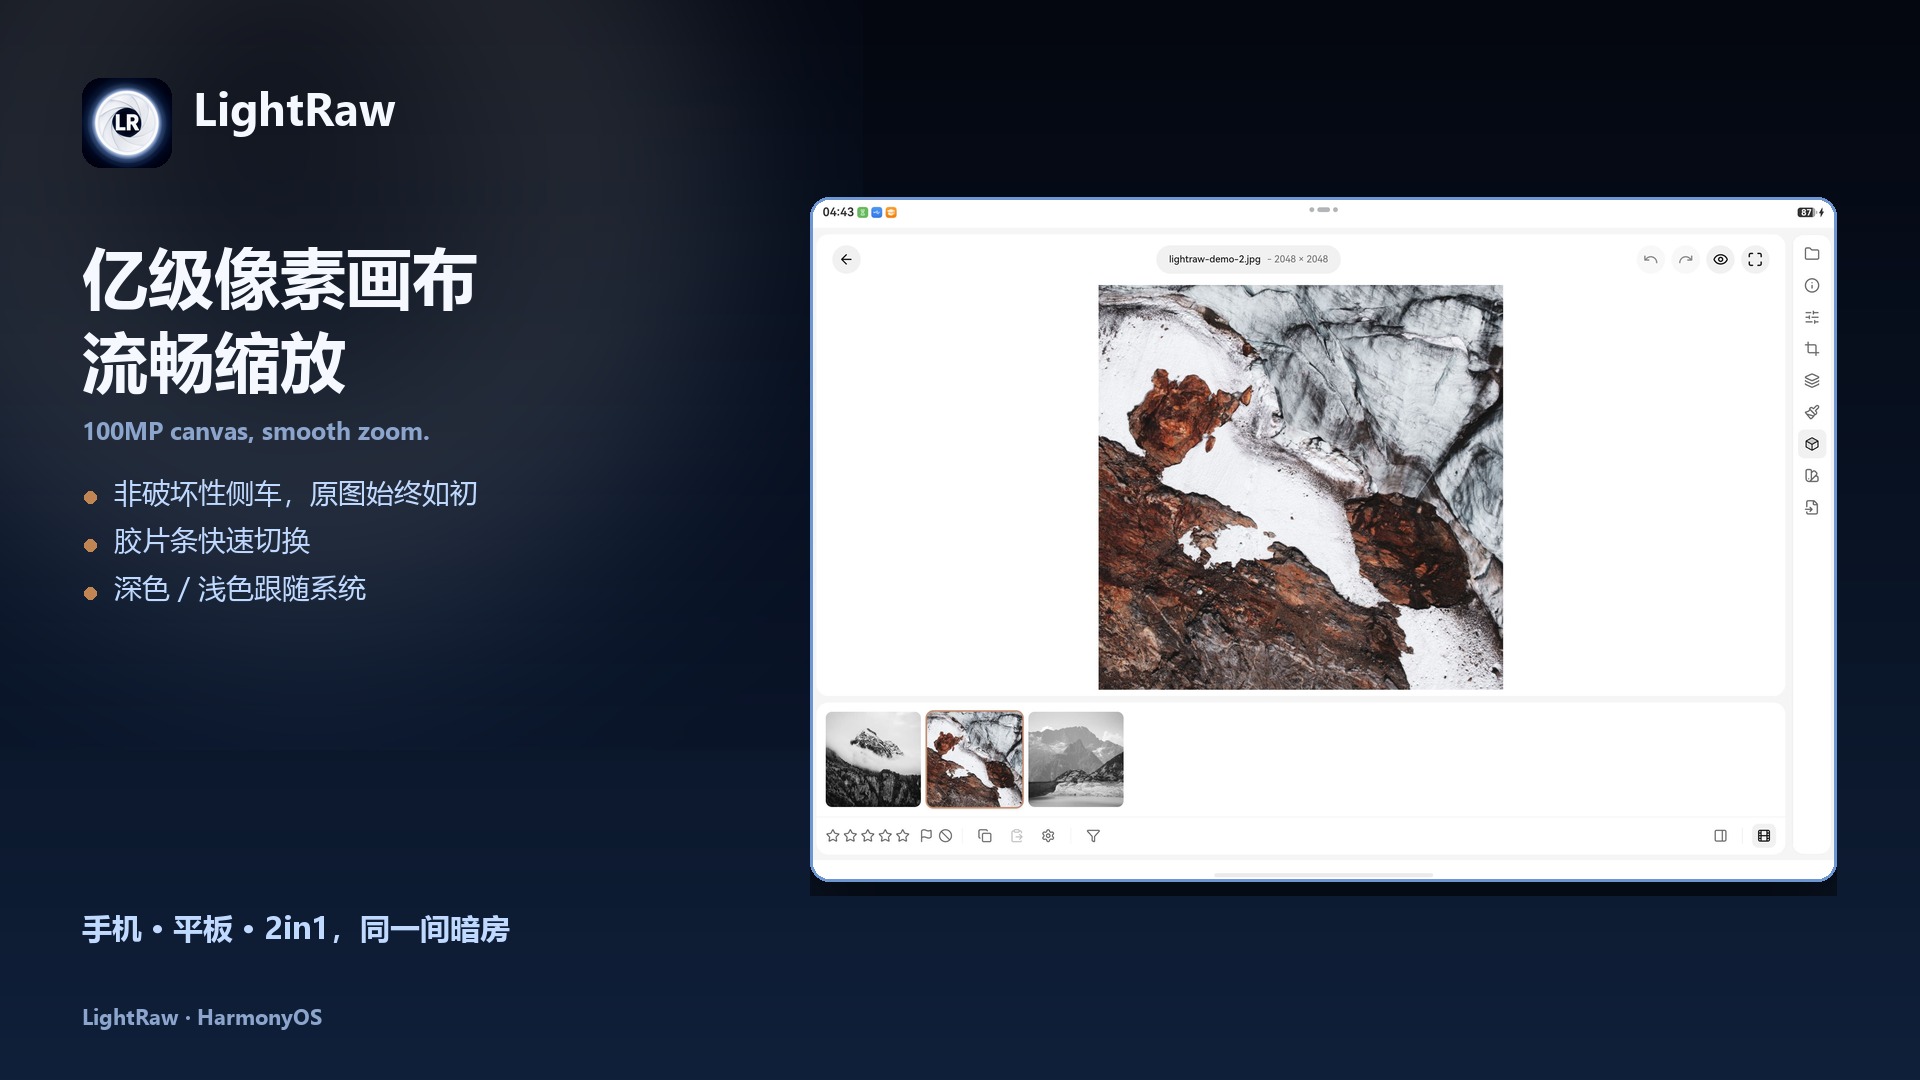 LR
LightRaw
亿级像素画布
流畅缩放
100MP canvas, smooth zoom.
非破坏性侧车，原图始终如初
胶片条快速切换
深色 / 浅色跟随系统
手机 • 平板 • 2in1，同一间暗房
LightRaw · HarmonyOS
04:43
87
lightraw-demo-2.jpg - 2048 × 2048